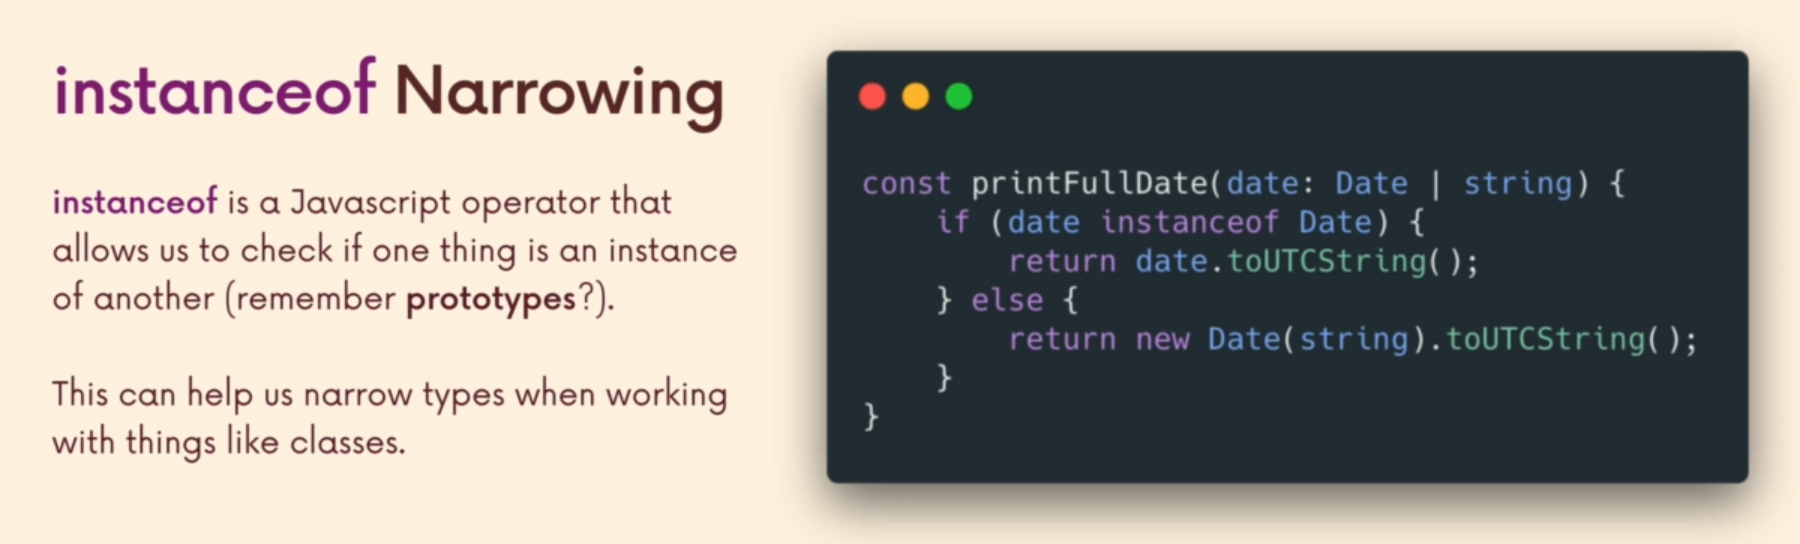 instanceof Narrowing
instanceof is a Javascript operator that
allows us to check if one thing is an instance
of another (remember prototypes?).
This can help us narrow types when working
with things like classes.
const printFullDate(date: Date | string) {
    if (date instanceof Date) {
        return date.toUTCString();
    } else {
        return new Date(string).toUTCString();
    }
}